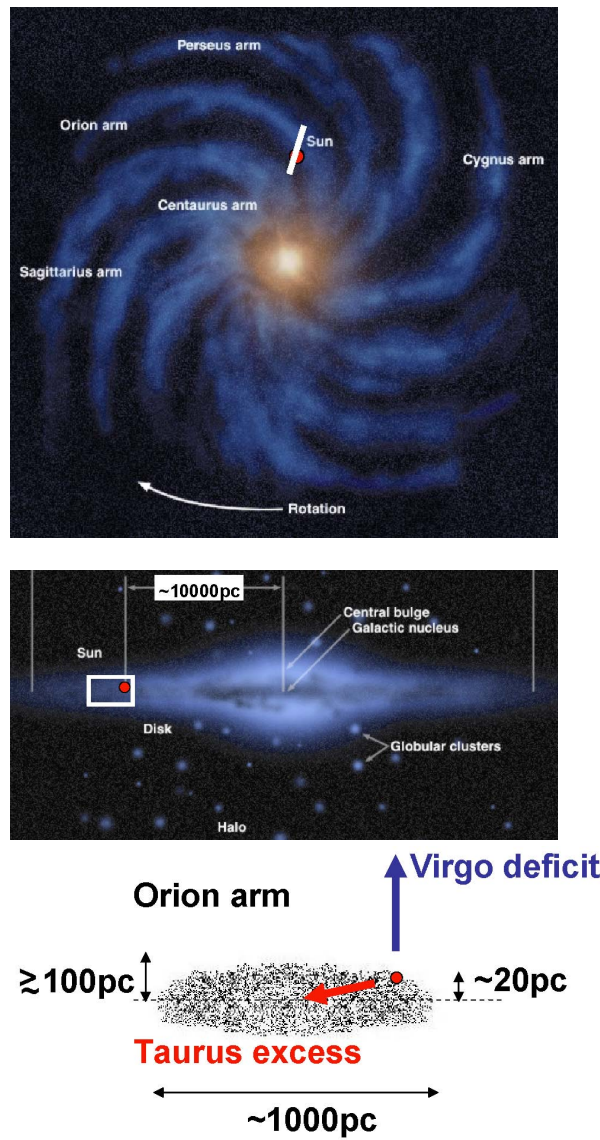 Perseus arm
Orion arm
Sun
Cygnus arm
Centaurus arm
Sagittarius arm
Rotation
~10000pc
Central bulge
Galactic nucleus
Sun
Disk
Globular clusters
Halo
Virgo deficit
Orion arm
≳100pc
~20pc
Taurus excess
~1000pc